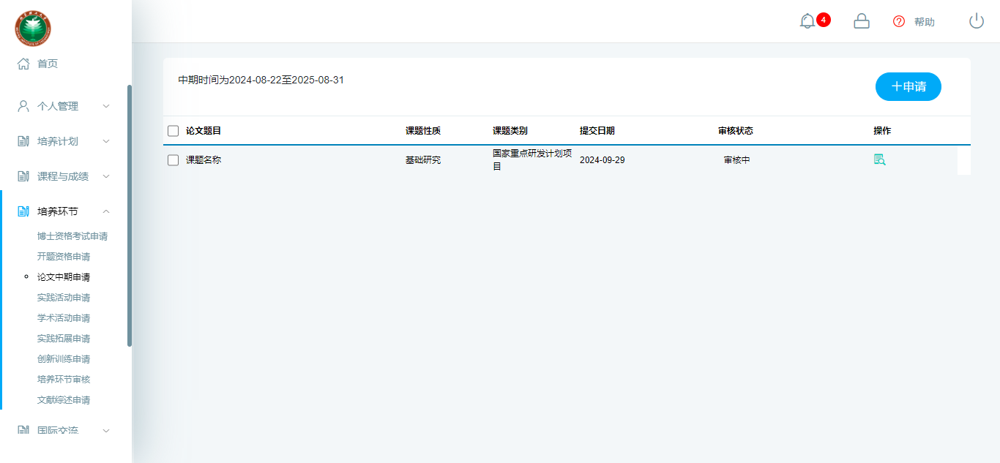 4
帮助
首页
个人管理
培养计划
课程与成绩
培养环节
博士资格考试申请
开题资格申请
论文中期申请
实践活动申请
学术活动申请
实践拓展申请
创新训练申请
培养环节审核
文献综述申请
国际交流
中期时间为2024-08-22至2025-08-31
十申请
论文题目 课题性质 课题类别 提交日期 审核状态 操作
课题名称 基础研究 国家重点研发计划项 2024-09-29 审核中
目